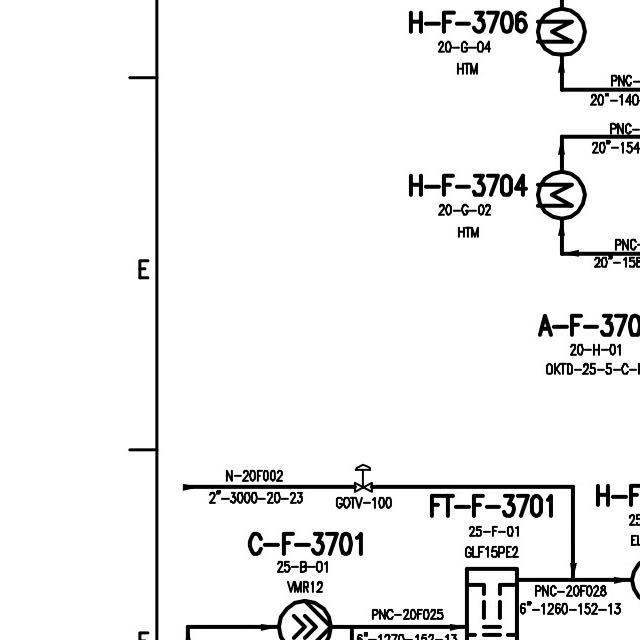 H-F-3706
20-G-04
HTM
PNC-
20"-140
PNC-
20"-154
H-F-3704
20-G-02
HTM
PNC-
20"-158
E
A-F-370
20-H-01
OKTD-25-5-C-
N-20F002
2"-3000-20-23
GOTV-100
FT-F-3701
25-F-01
GLF15PE2
H-F
25
EL
C-F-3701
25-B-01
VMR12
PNC-20F028
6"-1260-152-13
PNC-20F025
6"-1270-152-13